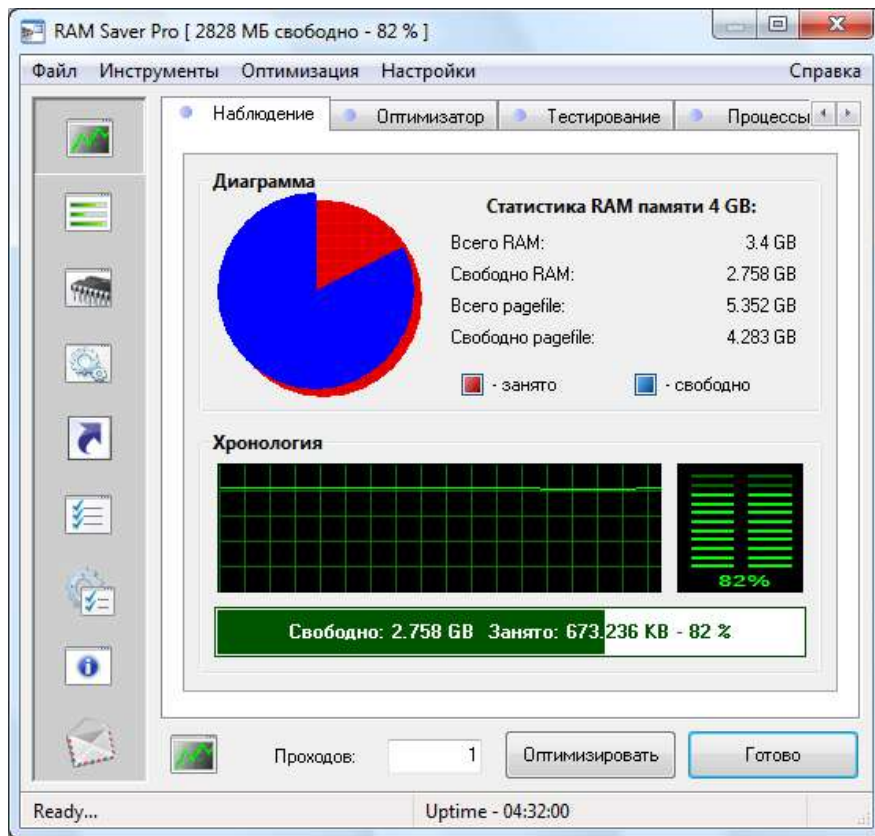 RAM Saver Pro [ 2828 МБ свободно - 82 % ]
Файл Инструменты Оптимизация Настройки Справка
Наблюдение Оптимизатор Тестирование Процессы
Диаграмма
Статистика RAM памяти 4 GB:
Всего RAM: 3.4 GB
Свободно RAM: 2.758 GB
Всего pagefile: 5.352 GB
Свободно pagefile: 4.283 GB
- занято - свободно
Хронология
82%
Свободно: 2.758 GB Занято: 673.236 KB - 82 %
Проходов: 1 Оптимизировать Готово
Ready... Uptime - 04:32:00